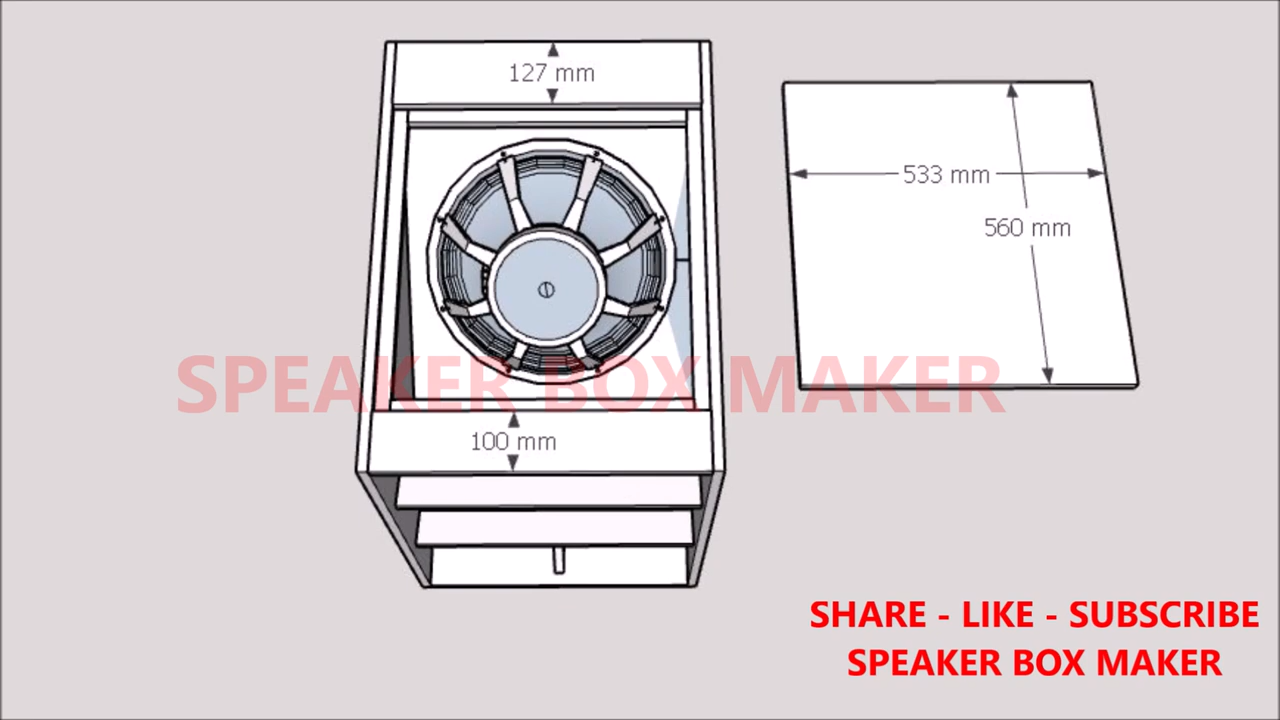 127 mm
533 mm
560 mm
SPEAKER BOX MAKER
100 mm
SHARE - LIKE - SUBSCRIBE
SPEAKER BOX MAKER